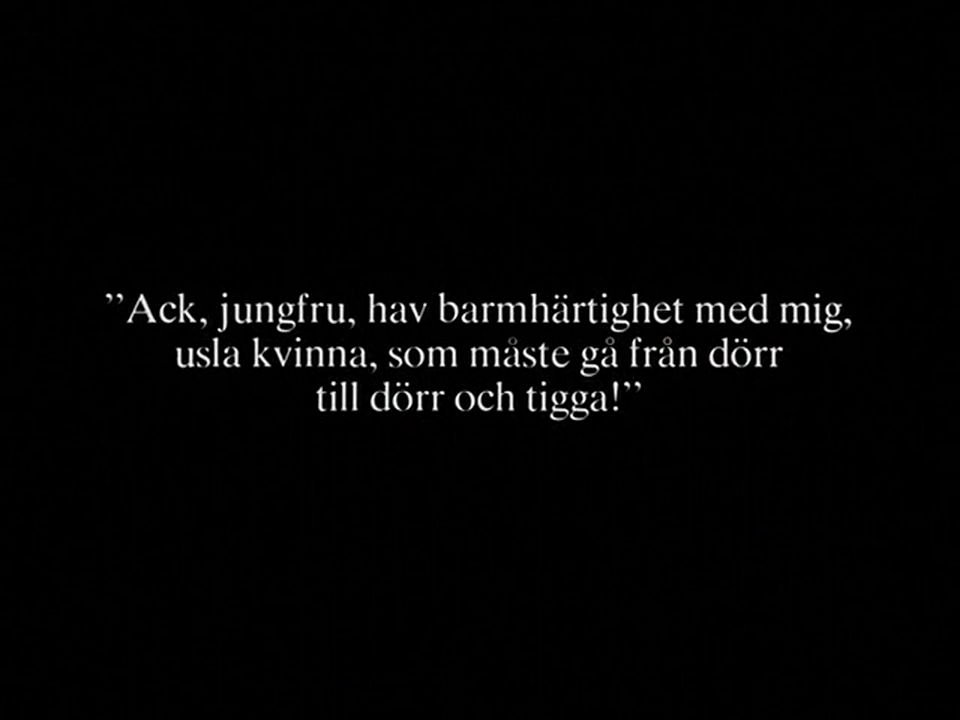 ”Ack, jungfru, hav barmhärtighet med mig,
usla kvinna, som måste gå från dörr
till dörr och tigga!”